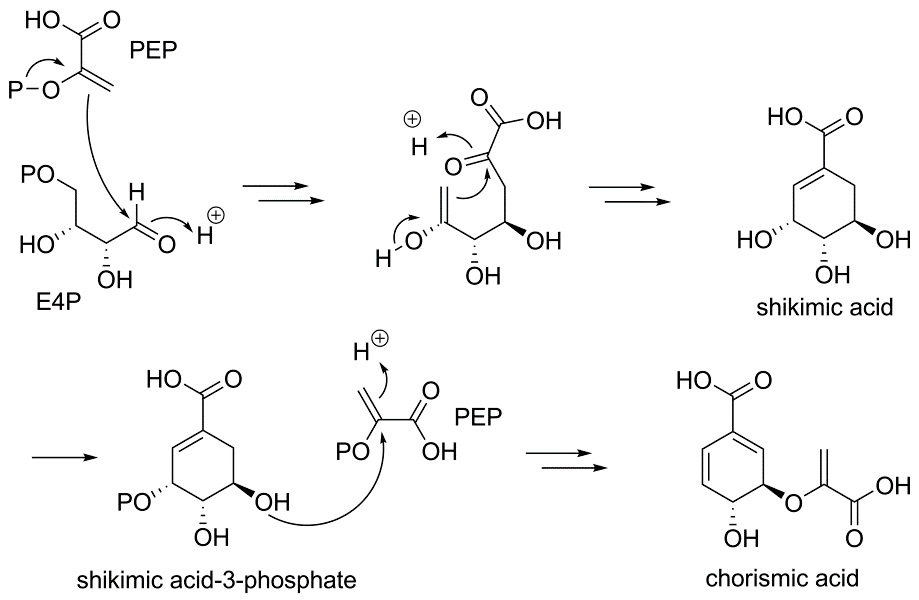 HO O
PEP
P–O
PO
H
HO
OH
O
H⊕
E4P
⊕
H
O
OH
O
H
O
OH
OH
HO O
HO
OH
OH
shikimic acid
HO O
PO
OH
OH
shikimic acid-3-phosphate
H⊕
O
PEP
PO
OH
HO O
O
OH
O
OH
chorismic acid